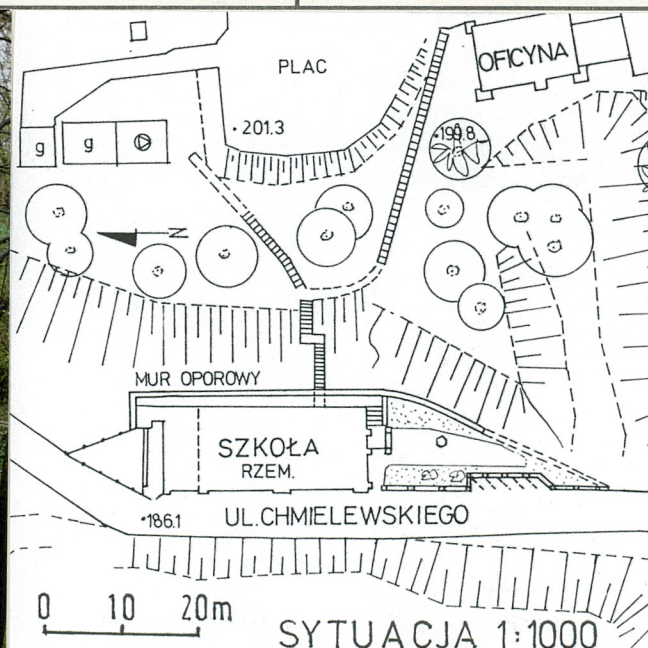 PLAC
OFICYNA
201.3
199.8
g
g
N
MUR OPOROWY
SZKOŁA
RZEM.
186.1
UL.CHMIELEWSKIEGO
0 10 20m
SYTUACJA 1:1000